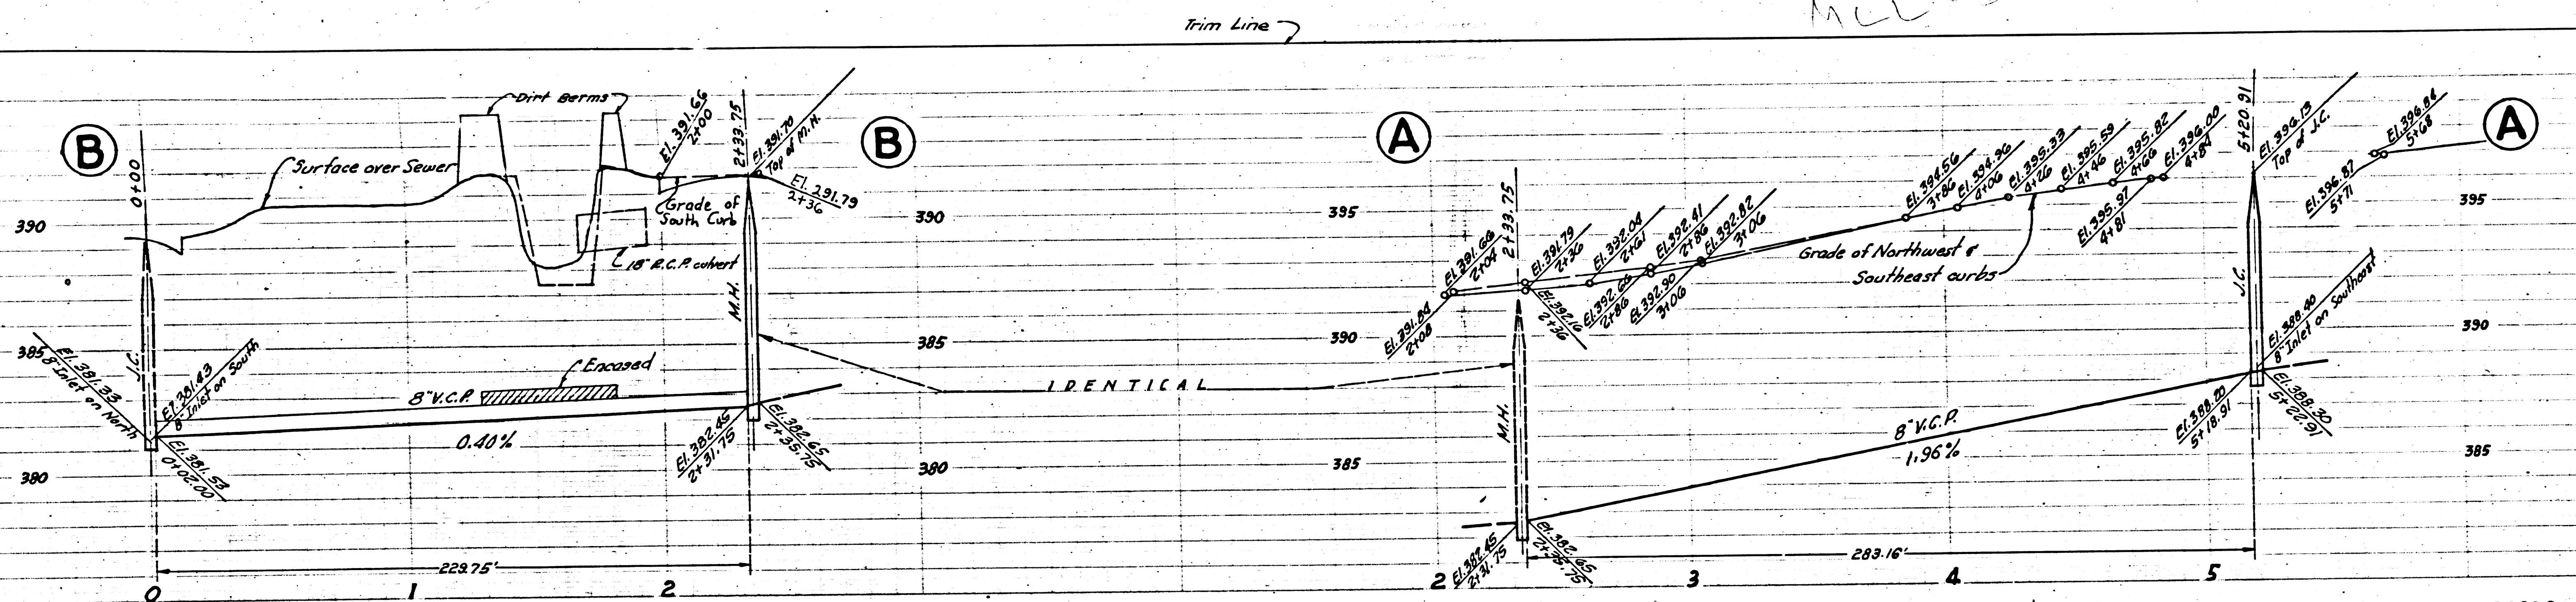 Trim Line
B
0+00
Surface over Sewer
Dirt Berms
El. 391.66
2+00
2+33.75
El. 391.70
Top of M.H.
El. 291.79
2+36
B
Grade of
South Curb
18" R.C.P. culvert
390
385
380
J.C.
El. 381.33
8" Inlet on North
El. 381.43
8" Inlet on South
El. 381.53
0+02.00
8" V.C.P.
Encased
0.40%
M.H.
El. 382.45
2+31.75
El. 382.65
2+35.75
229.75'
0
1
2
390
385
380
IDENTICAL
A
395
390
385
2+33.75
El. 391.66
2+04
El. 391.84
2+08
El. 391.79
2+36
El. 392.16
2+36
El. 392.04
2+61
El. 392.41
2+86
El. 392.68
2+86
El. 392.82
3+06
El. 392.90
3+06
El. 394.56
3+86
El. 394.96
4+06
El. 395.33
4+26
El. 395.59
4+46
El. 395.82
4+66
El. 396.00
4+84
El. 395.97
4+81
Grade of Northwest &
Southeast curbs
5+20.91
El. 396.13
Top of J.C.
El. 396.84
5+68
El. 396.87
5+71
A
395
390
385
M.H.
El. 382.45
2+31.75
El. 382.65
2+35.75
8" V.C.P.
1.96%
J.C.
El. 388.40
8" Inlet on Southeast
El. 388.20
5+18.91
El. 388.30
5+22.91
283.16'
2
3
4
5